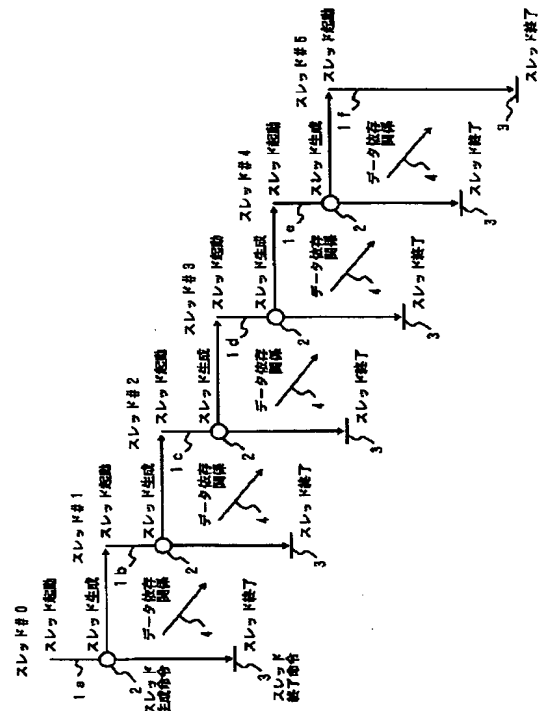 スレッド#0
スレッド起動
1a
スレッド生成
2
スレッド
生成命令
データ依存
関係
4
スレッド終了
3
スレッド
終了命令
スレッド#1
スレッド起動
1b
スレッド生成
2
データ依存
関係
4
スレッド終了
3
スレッド#2
スレッド起動
1c
スレッド生成
2
データ依存
関係
4
スレッド終了
3
スレッド#3
スレッド起動
1d
スレッド生成
2
データ依存
関係
4
スレッド終了
3
スレッド#4
スレッド起動
1e
スレッド生成
2
データ依存
関係
4
スレッド終了
3
スレッド#5
スレッド起動
1f
スレッド終了
3